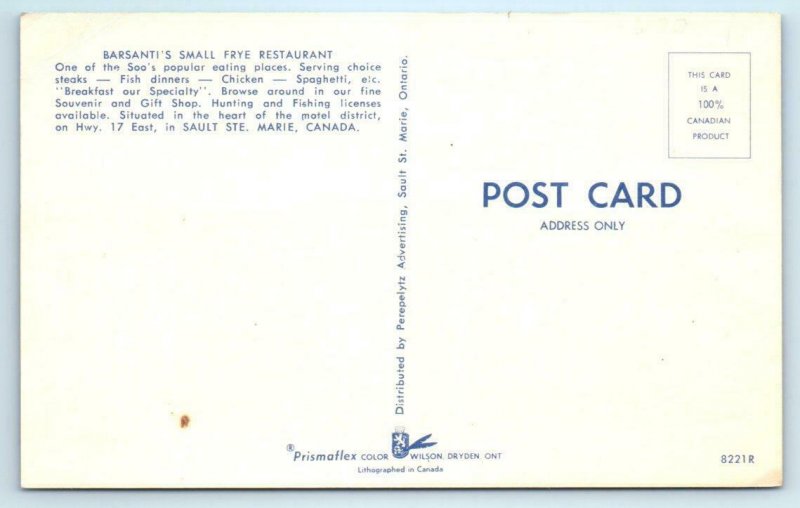 BARSANTI'S SMALL FRYE RESTAURANT
One of the Soo's popular eating places. Serving choice
steaks — Fish dinners — Chicken — Spaghetti, etc.
"Breakfast our Specialty". Browse around in our fine
Souvenir and Gift Shop. Hunting and Fishing licenses
available. Situated in the heart of the motel district,
on Hwy. 17 East, in SAULT STE. MARIE, CANADA.
Distributed by Perepelytz Advertising, Sault St. Marie, Ontario.
THIS CARD
IS A
100%
CANADIAN
PRODUCT
POST CARD
ADDRESS ONLY
®Prismaflex COLOR WILSON, DRYDEN ONT
Lithographed in Canada
8221R